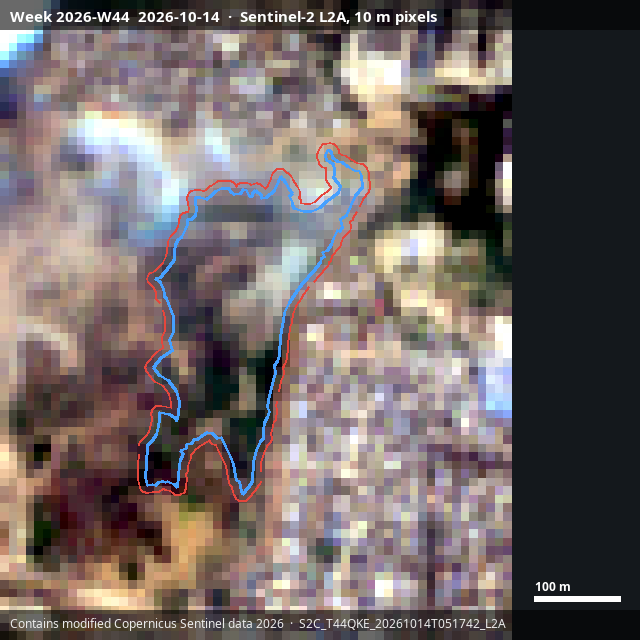 Week 2026-W44  2026-10-14  ·  Sentinel-2 L2A, 10 m pixels
100 m
Contains modified Copernicus Sentinel data 2026  ·  S2C_T44QKE_20261014T051742_L2A